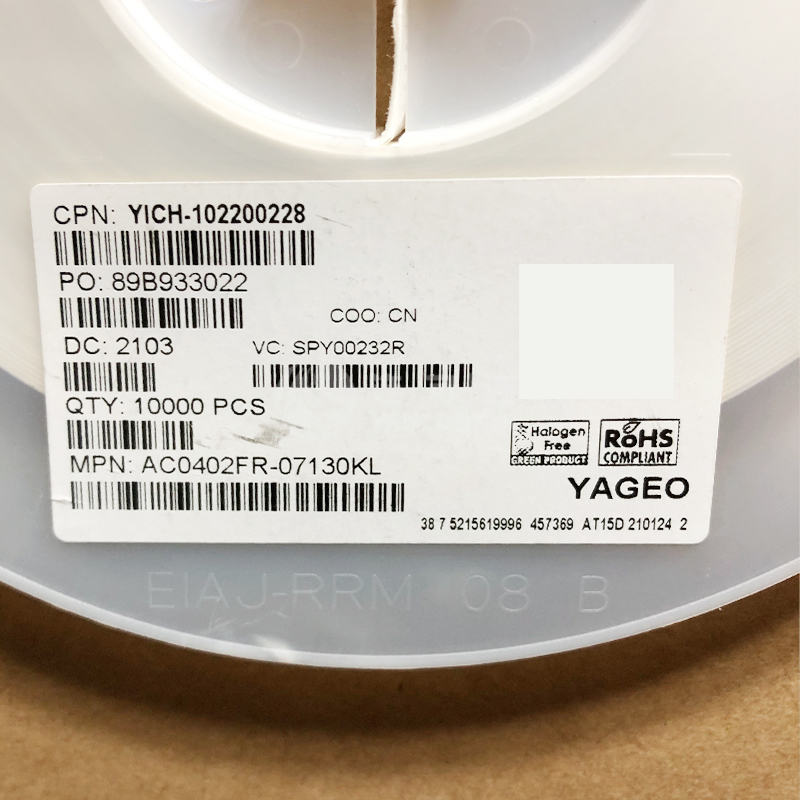 CPN: YICH-102200228
PO: 89B933022
COO: CN
DC: 2103
VC: SPY00232R
QTY: 10000 PCS
MPN: AC0402FR-07130KL
Halogen
Free
GREEN PRODUCT
RoHS
COMPLIANT
YAGEO
38 7 5215619996 457369 AT15D 210124 2
EIAJ-RRM 08 B